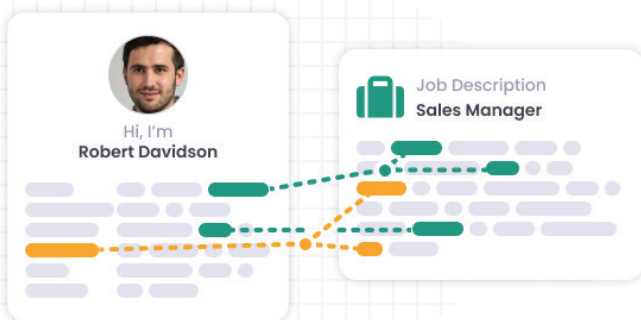 Hi, I'm
Robert Davidson
Job Description
Sales Manager